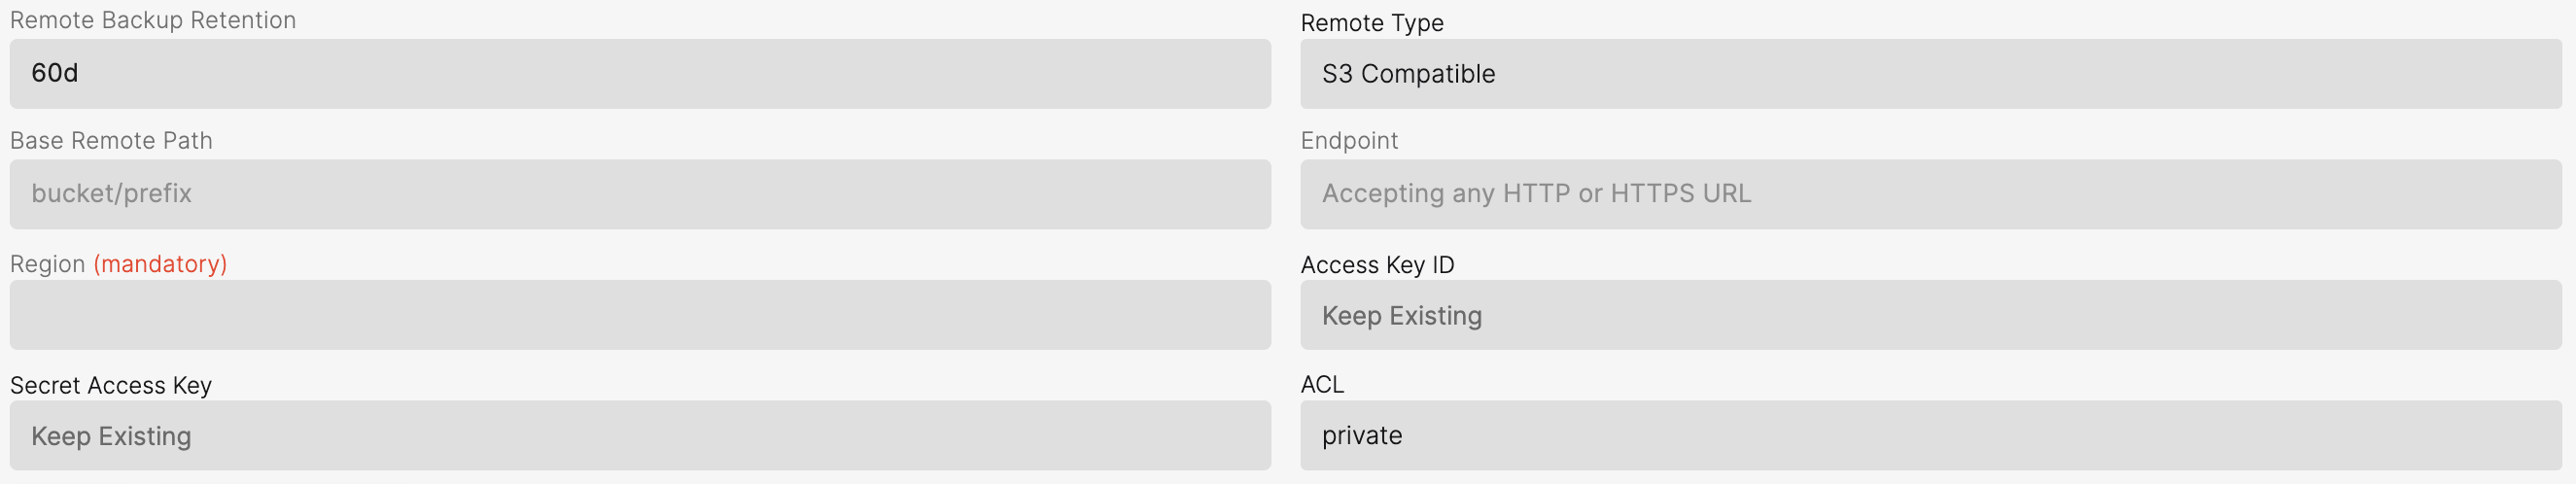 Remote Backup Retention
60d
Remote Type
S3 Compatible
Base Remote Path
bucket/prefix
Endpoint
Accepting any HTTP or HTTPS URL
Region (mandatory)
Access Key ID
Keep Existing
Secret Access Key
Keep Existing
ACL
private